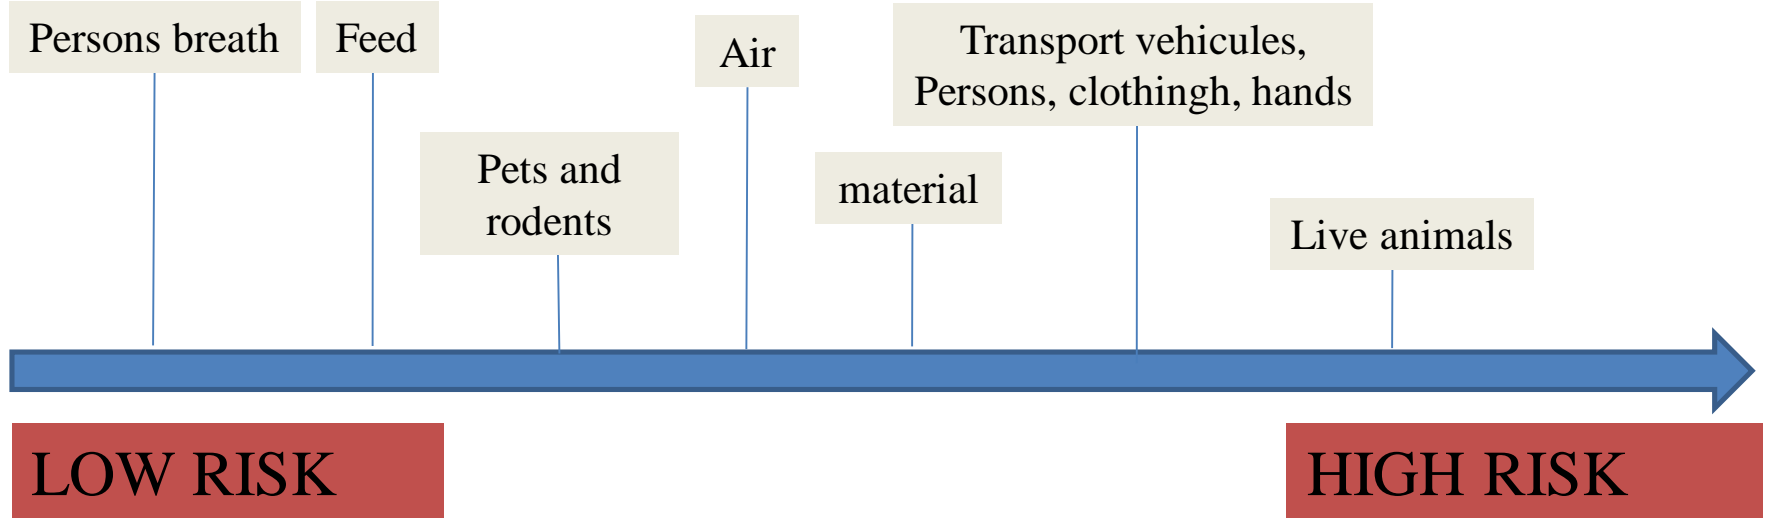 Persons breath
Feed
Pets and
rodents
Air
material
Transport vehicules,
Persons, clothingh, hands
Live animals
LOW RISK
HIGH RISK